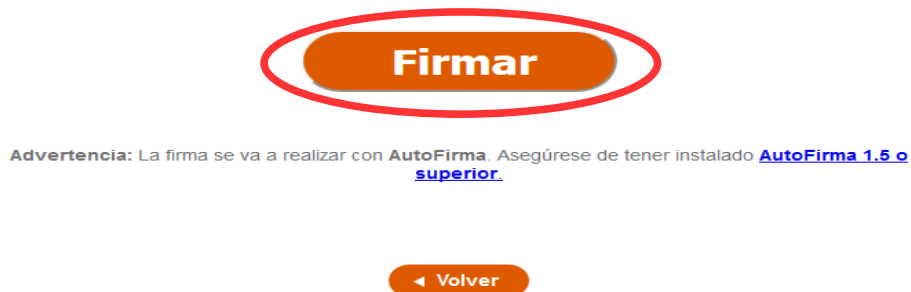 Firmar
Advertencia: La firma se va a realizar con AutoFirma. Asegúrese de tener instalado AutoFirma 1.5 o
superior.
◄ Volver